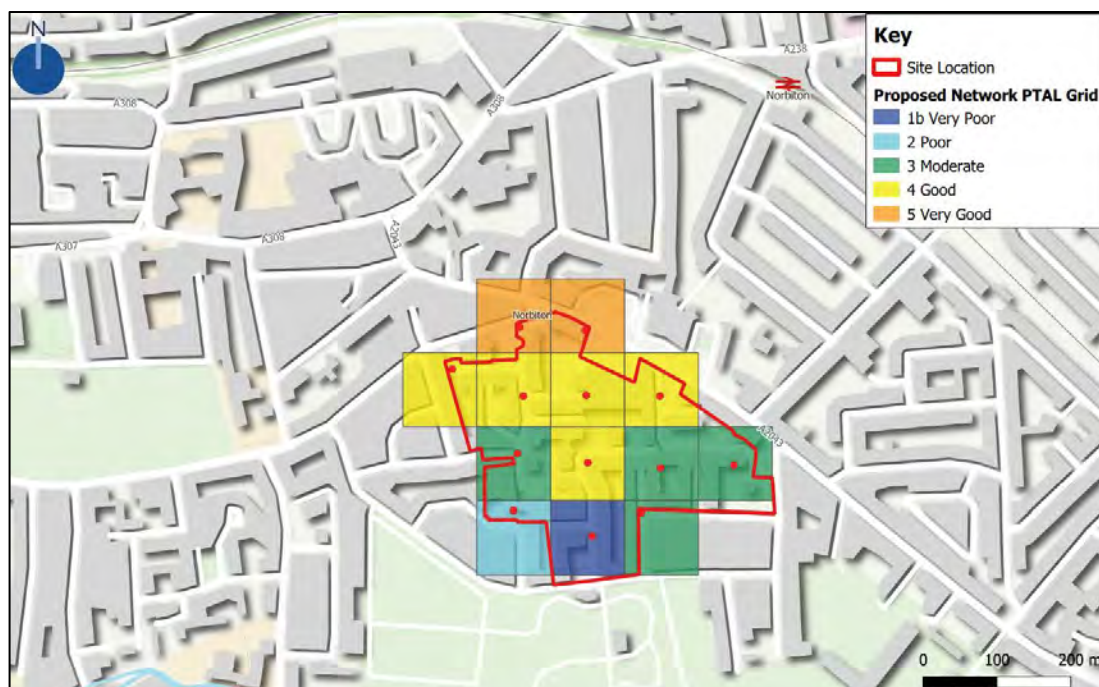 N
A308
A308
A238
Norbiton
A307
A308
A2043
Norbiton
A2043
Key
Site Location
Proposed Network PTAL Grid
1b Very Poor
2 Poor
3 Moderate
4 Good
5 Very Good
0 100 200 m